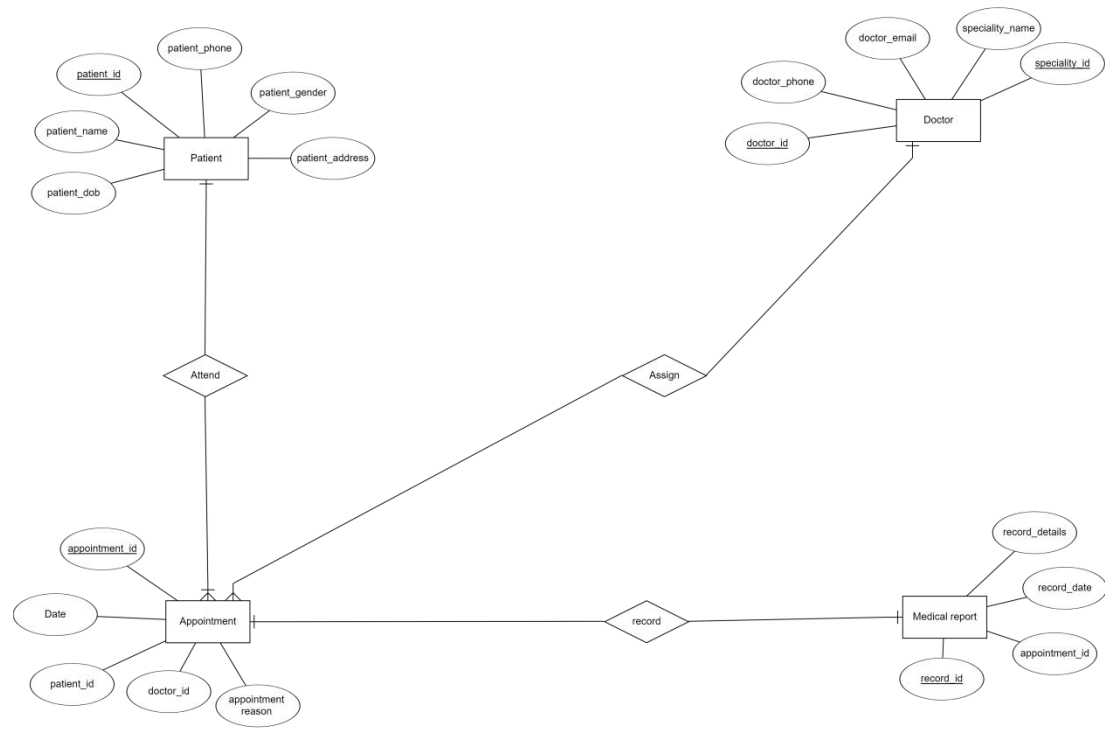 patient_phone
patient_id
patient_gender
patient_name
Patient
patient_address
patient_dob
speciality_name
doctor_email
speciality_id
doctor_phone
Doctor
doctor_id
Attend
Assign
appointment_id
Date
Appointment
patient_id
doctor_id
appointment
reason
record
record_details
record_date
Medical report
appointment_id
record_id